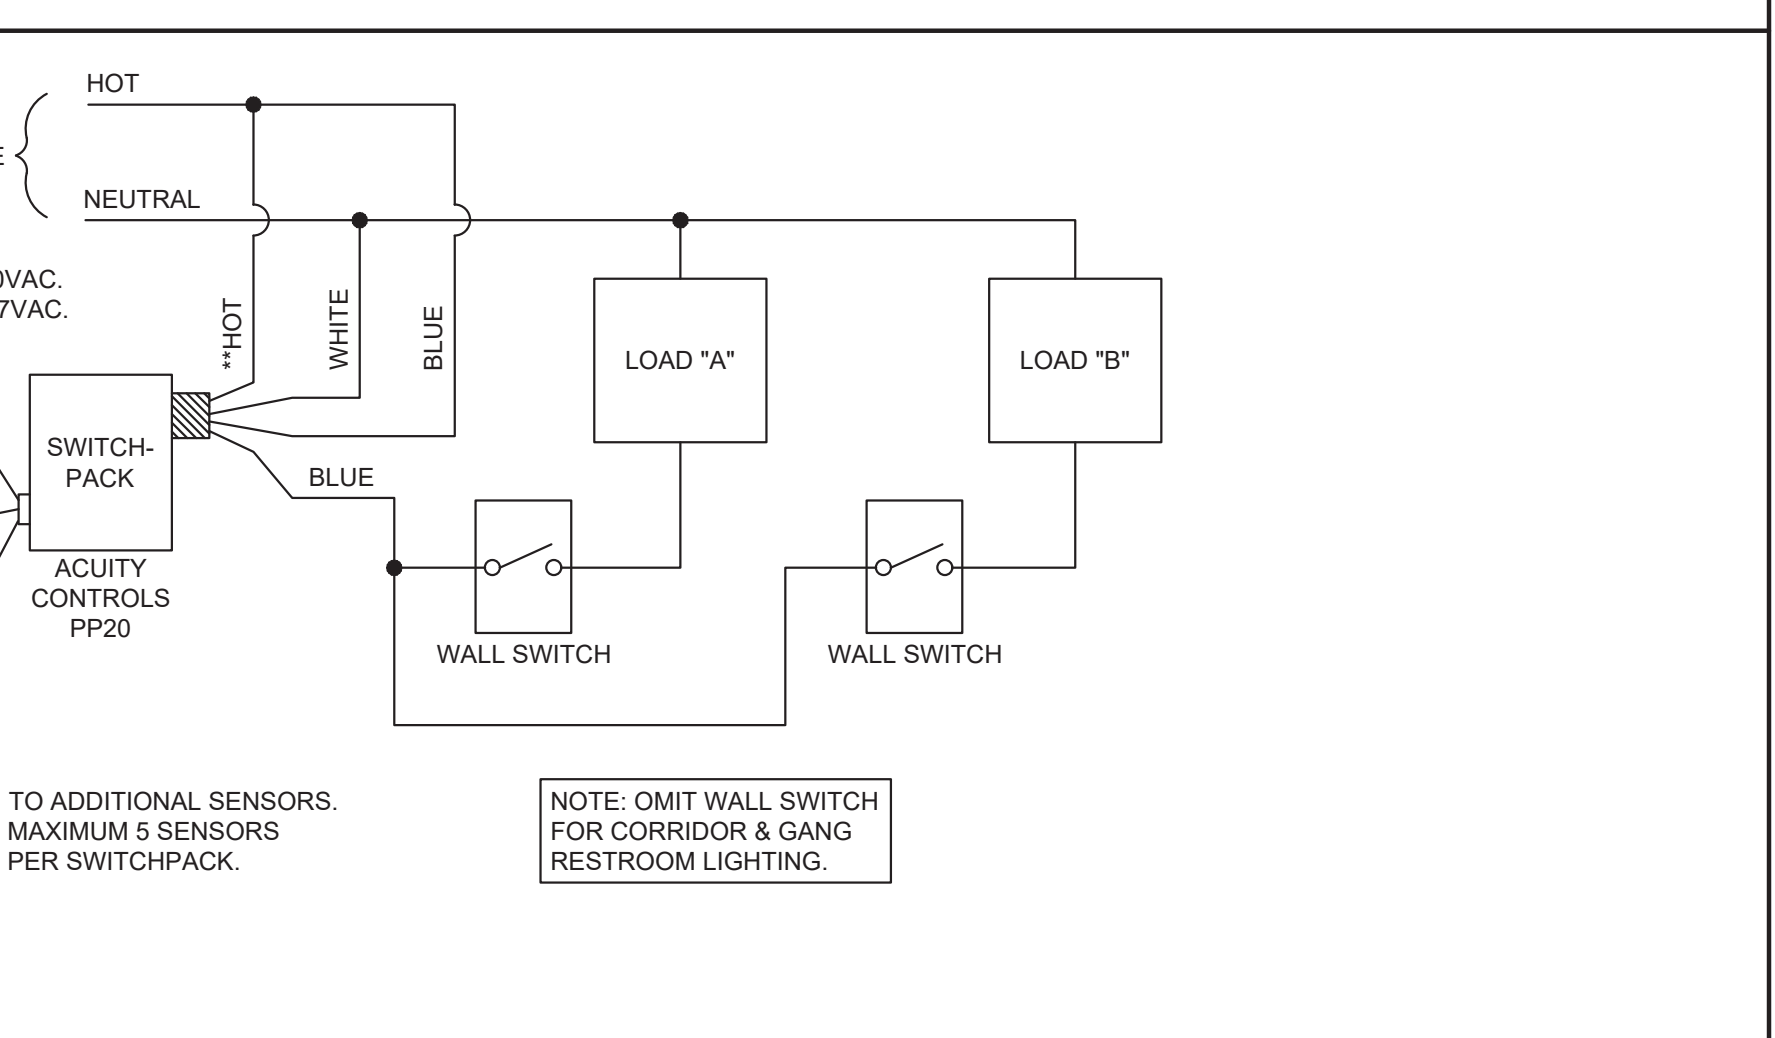 HOT
NEUTRAL
**HOT
WHITE
BLUE
LOAD "A"
LOAD "B"
SWITCH-
PACK
BLUE
ACUITY
CONTROLS
PP20
WALL SWITCH
WALL SWITCH
TO ADDITIONAL SENSORS.
MAXIMUM 5 SENSORS
PER SWITCHPACK.
NOTE: OMIT WALL SWITCH
FOR CORRIDOR & GANG
RESTROOM LIGHTING.